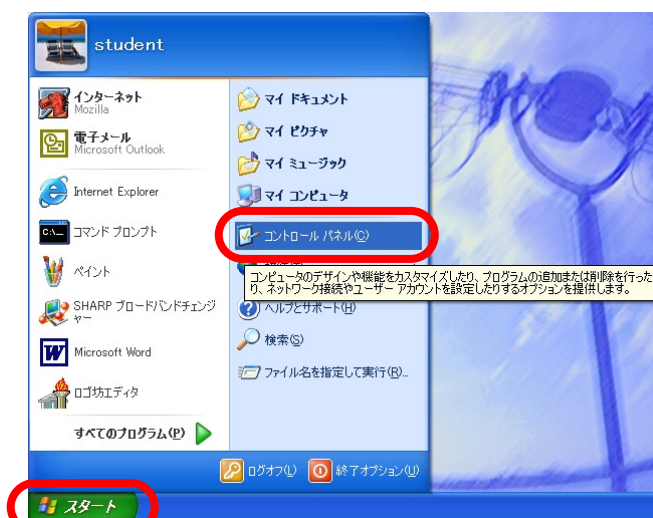 student
インターネット
Mozilla
電子メール
Microsoft Outlook
Internet Explorer
コマンド プロンプト
ペイント
SHARP ブロードバンドチェンジ
ャー
Microsoft Word
ロゴ坊エディタ
すべてのプログラム(P)
マイ ドキュメント
マイ ピクチャ
マイ ミュージック
マイ コンピュータ
コントロール パネル(C)
コンピュータのデザインや機能をカスタマイズしたり、プログラムの追加または削除を行った
り、ネットワーク接続やユーザー アカウントを設定したりするオプションを提供します。
ヘルプとサポート(H)
検索(S)
ファイル名を指定して実行(R)...
ログオフ(L)
終了オプション(U)
スタート